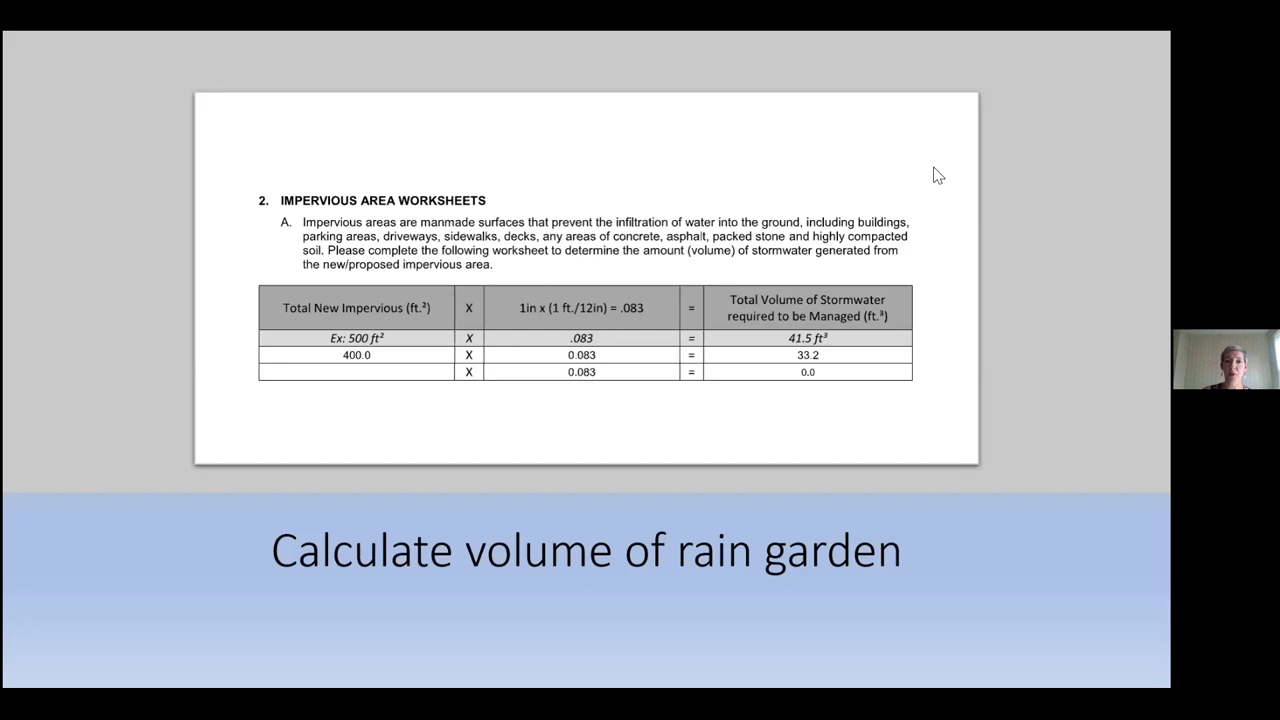 2. IMPERVIOUS AREA WORKSHEETS
A. Impervious areas are manmade surfaces that prevent the infiltration of water into the ground, including buildings,
parking areas, driveways, sidewalks, decks, any areas of concrete, asphalt, packed stone and highly compacted
soil. Please complete the following worksheet to determine the amount (volume) of stormwater generated from
the new/proposed impervious area.
Total New Impervious (ft.²) X 1in x (1 ft./12in) = .083 = Total Volume of Stormwater
required to be Managed (ft.³)
Ex: 500 ft² X .083 = 41.5 ft³
400.0 X 0.083 = 33.2
X 0.083 = 0.0
Calculate volume of rain garden